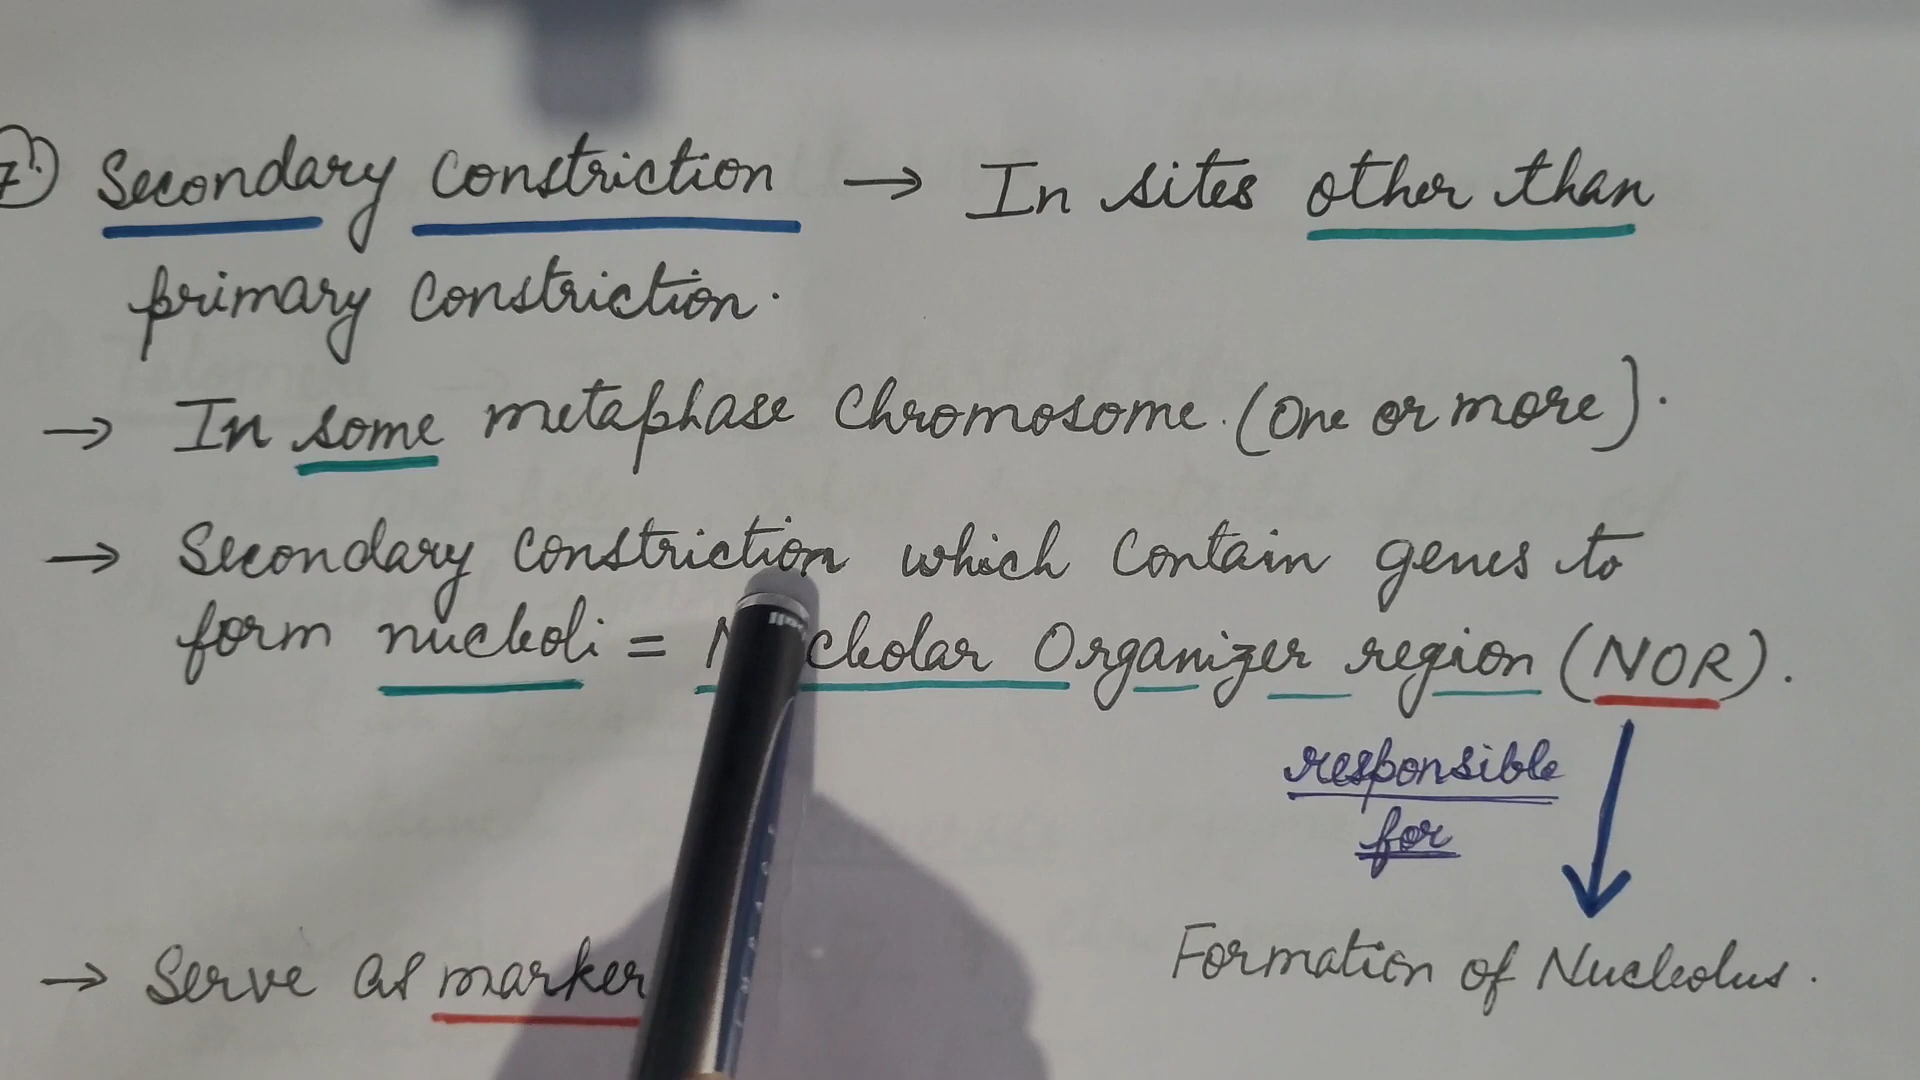 7) Secondary Constriction → In sites other than
primary Constriction.
→ In some metaphase Chromosome. (One or more).
→ Secondary Constriction which Contain genes to
form nucleoli = Nucleolar Organizer region (NOR).
responsible
for
→ Serve as marker
Formation of Nucleolus.